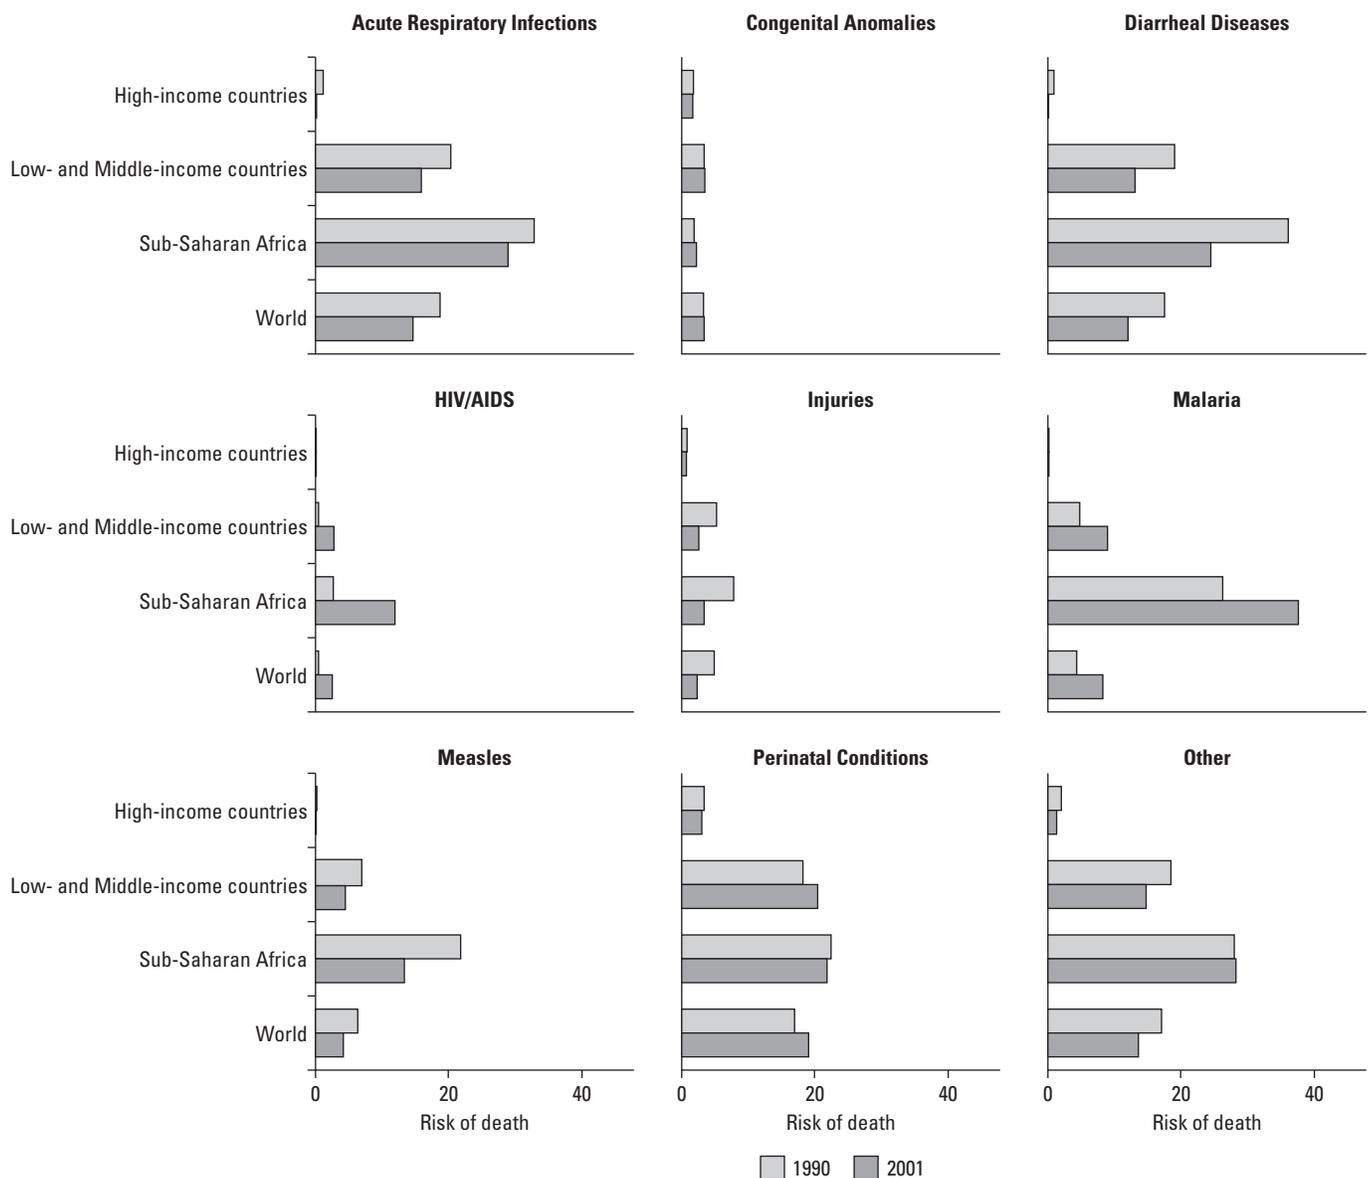 Acute Respiratory Infections
Congenital Anomalies
Diarrheal Diseases
High-income countries
Low- and Middle-income countries
Sub-Saharan Africa
World
HIV/AIDS
Injuries
Malaria
High-income countries
Low- and Middle-income countries
Sub-Saharan Africa
World
Measles
Perinatal Conditions
Other
High-income countries
Low- and Middle-income countries
Sub-Saharan Africa
World
0 20 40
0 20 40
0 20 40
Risk of death
Risk of death
Risk of death
1990 2001